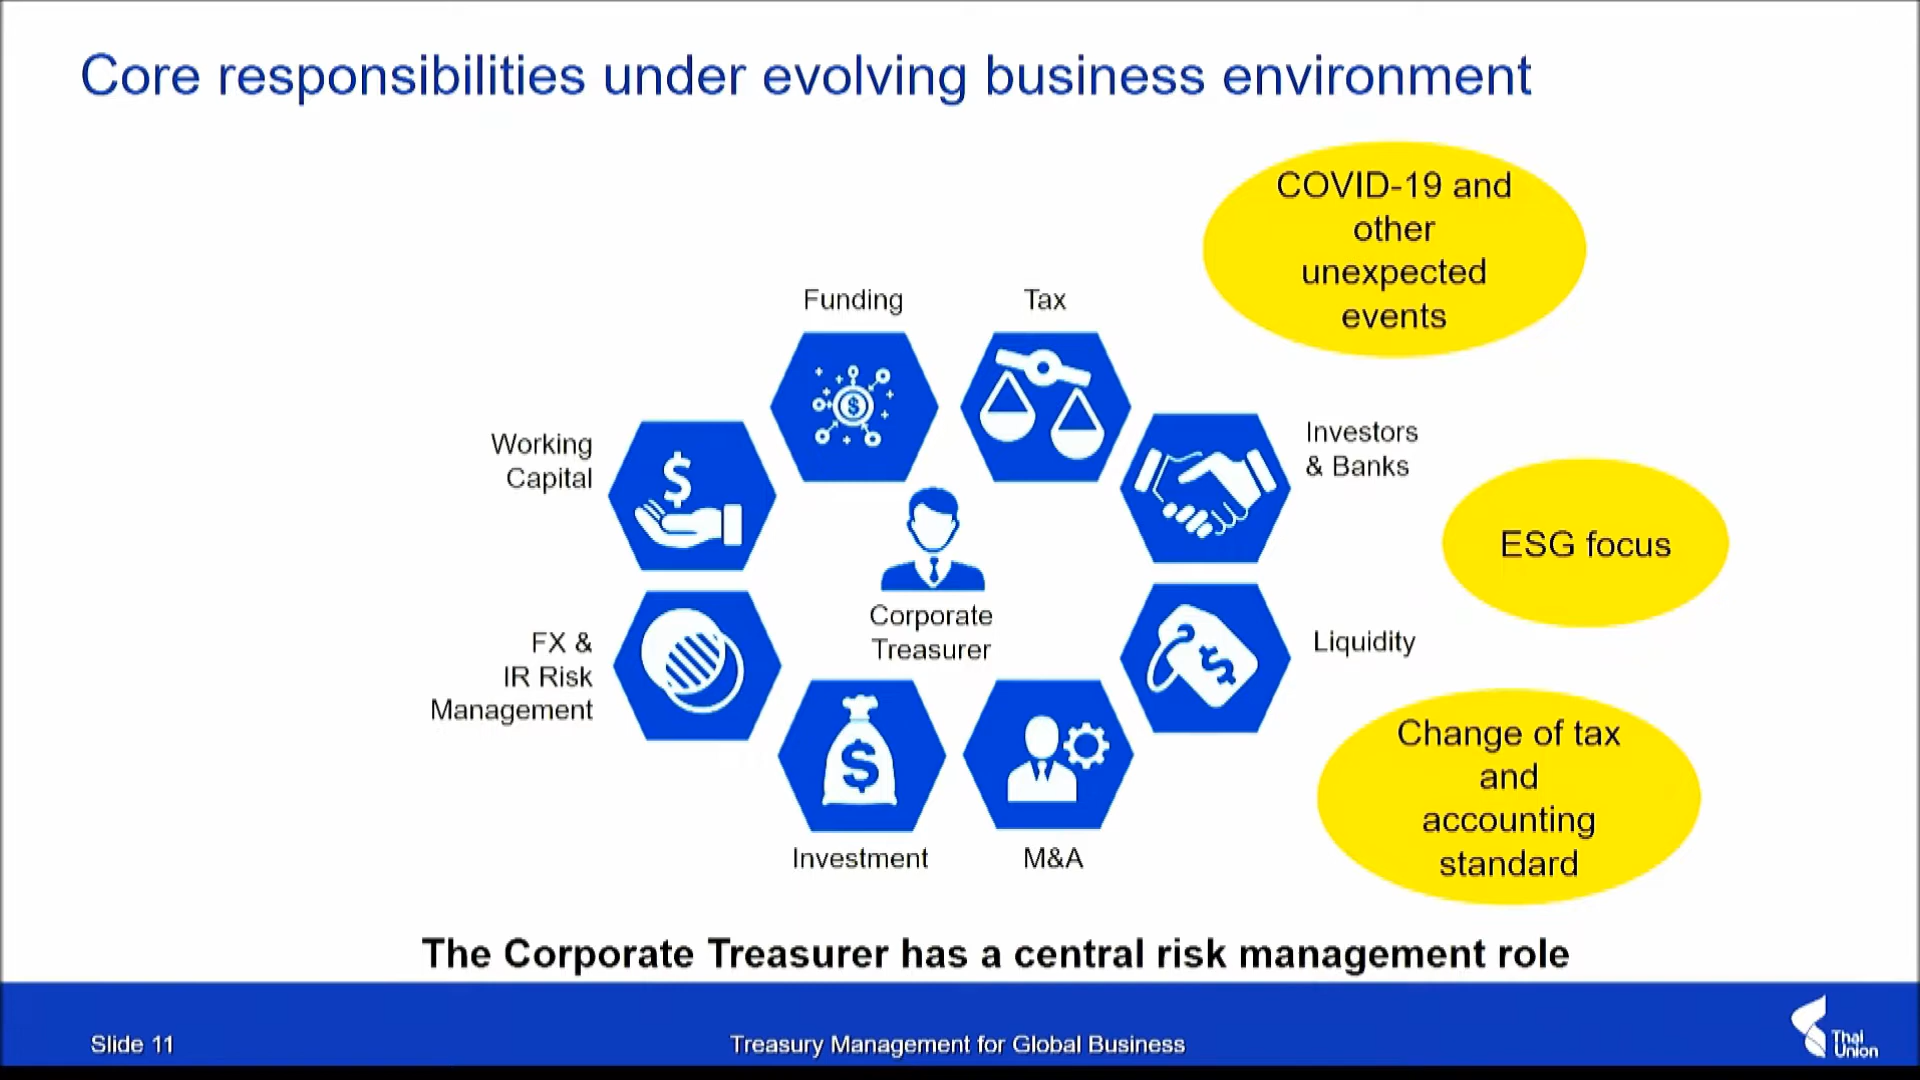 Core responsibilities under evolving business environment
COVID-19 and
other
unexpected
events
Funding
Tax
Working
Capital
Investors
& Banks
ESG focus
Corporate
Treasurer
FX &
IR Risk
Management
Liquidity
Change of tax
and
accounting
standard
Investment
M&A
The Corporate Treasurer has a central risk management role
Slide 11
Treasury Management for Global Business
Thai
Union